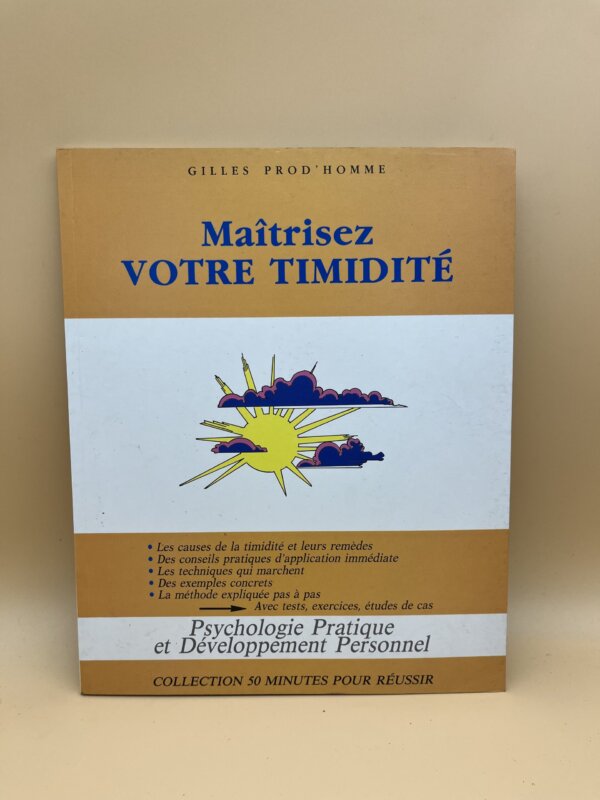 GILLES PROD'HOMME
Maîtrisez
VOTRE TIMIDITÉ
• Les causes de la timidité et leurs remèdes
• Des conseils pratiques d'application immédiate
• Les techniques qui marchent
• Des exemples concrets
• La méthode expliquée pas à pas
Avec tests, exercices, études de cas
Psychologie Pratique
et Développement Personnel
COLLECTION 50 MINUTES POUR RÉUSSIR